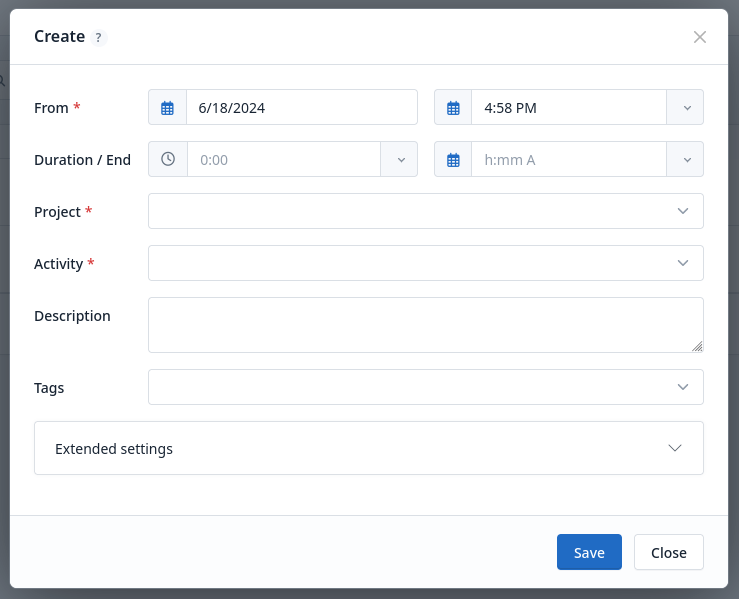 Create ?
From * 6/18/2024 4:58 PM
Duration / End 0:00 h:mm A
Project *
Activity *
Description
Tags
Extended settings
Save Close